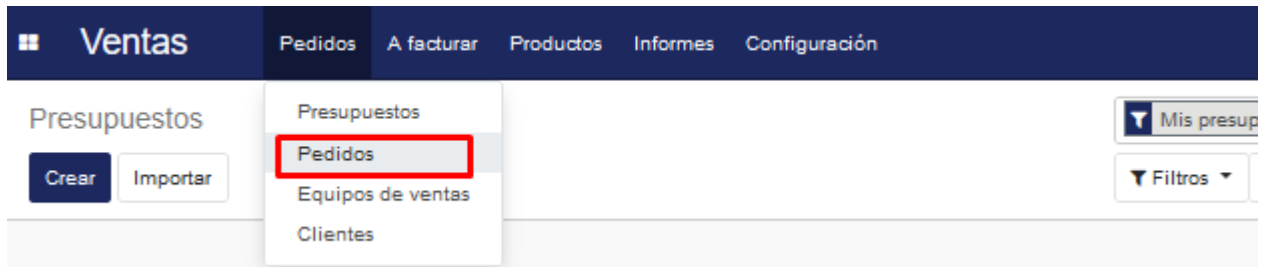 Ventas Pedidos A facturar Productos Informes Configuración
Presupuestos
Crear Importar
Presupuestos
Pedidos
Equipos de ventas
Clientes
Mis presup
Filtros